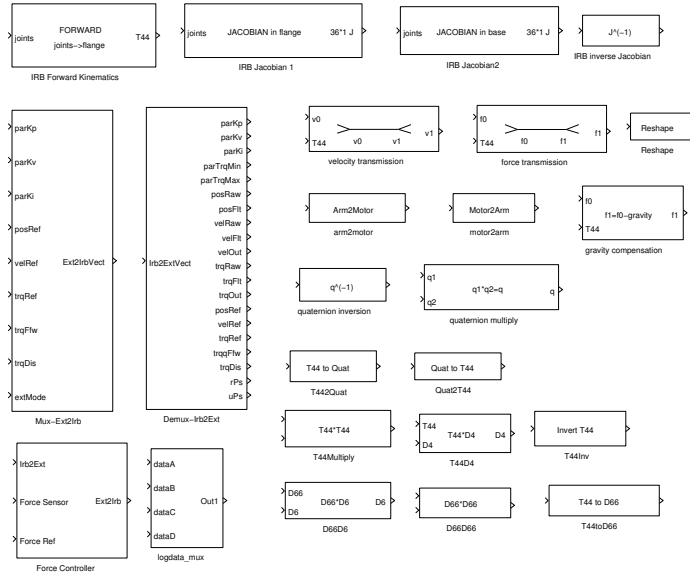 FORWARD
joints
T44
joints->flange
IRB Forward Kinematics
joints
JACOBIAN in flange
36*1 J
IRB Jacobian 1
joints
JACOBIAN in base
36*1 J
IRB Jacobian2
J^(-1)
IRB inverse Jacobian
parKp
parKv
parKi
posRef
velRef
trqRef
trqFfw
trqDis
extMode
Ext2IrbVect
Mux-Ext2Irb
Irb2ExtVect
parKp
parKv
parKi
parTrqMin
parTrqMax
posRaw
posFlt
velRaw
velFlt
velOut
trqRaw
trqFlt
trqOut
posRef
velRef
trqRef
trqqFfw
trqDis
rPs
uPs
Demux-Irb2Ext
v0
T44
v0
v1
v1
velocity transmission
f0
T44
f0
f1
f1
force transmission
Reshape
Reshape
Arm2Motor
arm2motor
Motor2Arm
motor2arm
f0
T44
f1=f0-gravity
f1
gravity compensation
q^(-1)
quaternion inversion
q1
q2
q1*q2=q
q
quaternion multiply
T44 to Quat
T442Quat
Quat to T44
Quat2T44
T44*T44
T44Multiply
T44
D4
T44*D4
D4
T44D4
Invert T44
T44Inv
Irb2Ext
Force Sensor
Force Ref
Ext2Irb
Force Controller
dataA
dataB
dataC
dataD
Out1
logdata_mux
D66
D6
D66*D6
D6
D66D6
D66*D66
D66D66
T44 to D66
T44toD66